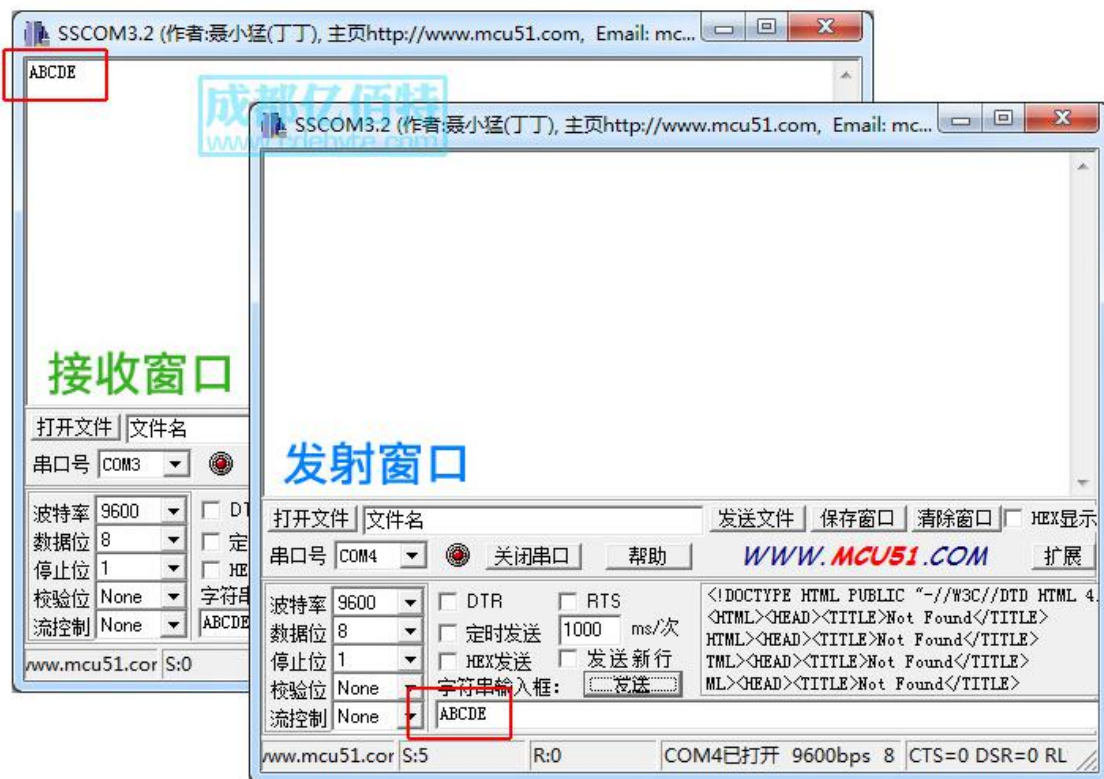 SSCOM3.2 (作者:聂小猛(丁丁), 主页http://www.mcu51.com, Email: mc...
ABCDE
成都亿佰特
www.cdebyte.com
接收窗口
打开文件 文件名
串口号 COM3
波特率 9600 DT
数据位 8 定
停止位 1 HE
校验位 None 字符串
流控制 None ABCDE
www.mcu51.cor S:0
SSCOM3.2 (作者:聂小猛(丁丁), 主页http://www.mcu51.com, Email: mc...
发射窗口
打开文件 文件名 发送文件 保存窗口 清除窗口 HEX显示
串口号 COM4 关闭串口 帮助 WWW.MCU51.COM 扩展
波特率 9600 DTR RTS
数据位 8 定时发送 1000 ms/次
停止位 1 HEX发送 发送新行
校验位 None 字符串输入框: 发送
流控制 None ABCDE
<!DOCTYPE HTML PUBLIC "-//W3C//DTD HTML 4.
<HTML><HEAD><TITLE>Not Found</TITLE>
HTML><HEAD><TITLE>Not Found</TITLE>
TML><HEAD><TITLE>Not Found</TITLE>
ML><HEAD><TITLE>Not Found</TITLE>
www.mcu51.cor S:5 R:0 COM4已打开 9600bps 8 CTS=0 DSR=0 RL